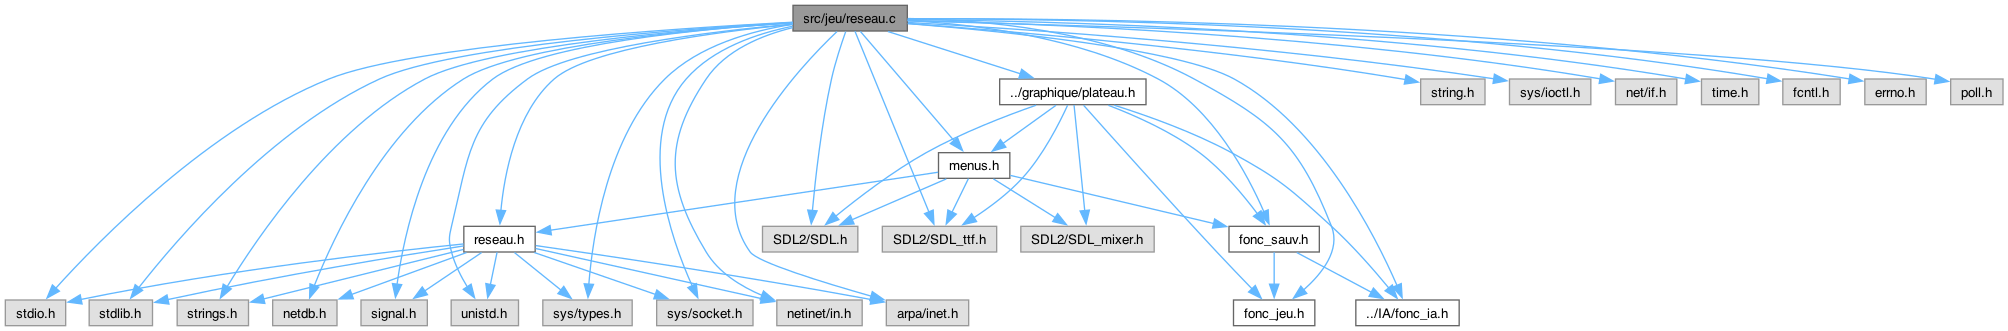 src/jeu/reseau.c
../graphique/plateau.h
string.h
sys/ioctl.h
net/if.h
time.h
fcntl.h
errno.h
poll.h
menus.h
reseau.h
SDL2/SDL.h
SDL2/SDL_ttf.h
SDL2/SDL_mixer.h
fonc_sauv.h
stdio.h
stdlib.h
strings.h
netdb.h
signal.h
unistd.h
sys/types.h
sys/socket.h
netinet/in.h
arpa/inet.h
fonc_jeu.h
../IA/fonc_ia.h